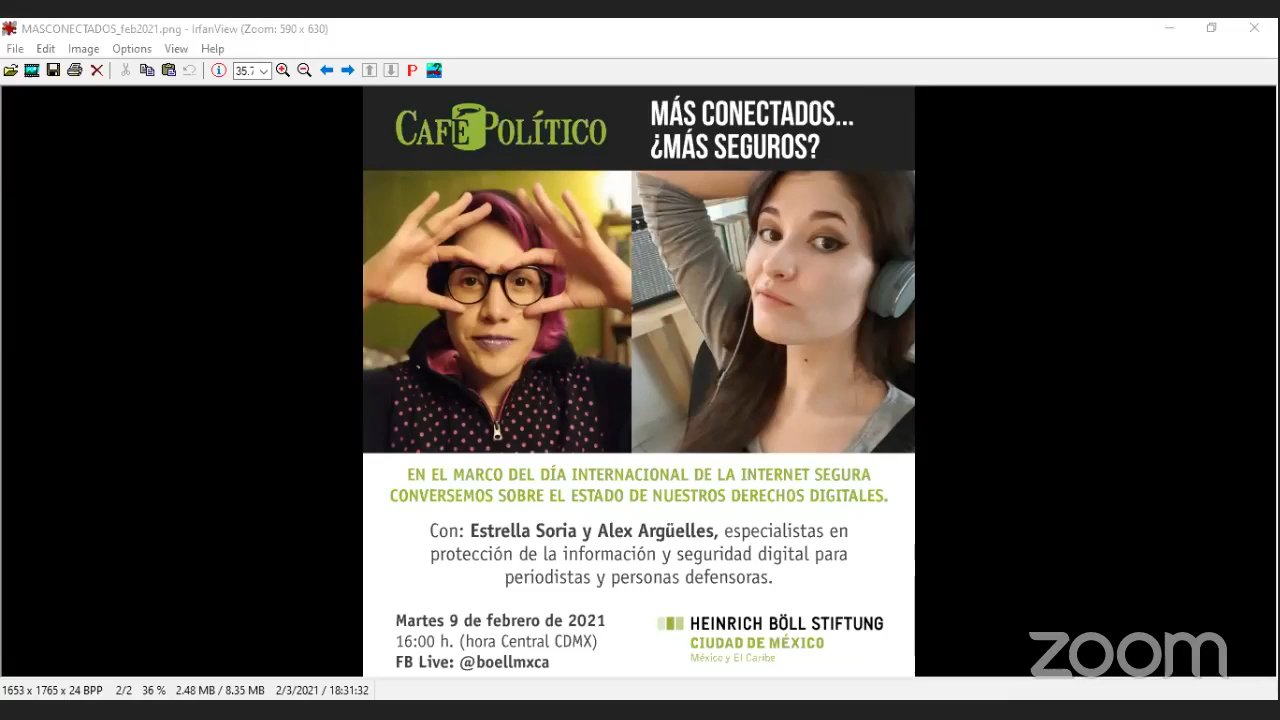 MASCONECTADOS_feb2021.png - IrfanView (Zoom: 590 x 630)
File Edit Image Options View Help
35.7
CAFÉ POLÍTICO
MÁS CONECTADOS...
¿MÁS SEGUROS?
EN EL MARCO DEL DÍA INTERNACIONAL DE LA INTERNET SEGURA
CONVERSEMOS SOBRE EL ESTADO DE NUESTROS DERECHOS DIGITALES.
Con: Estrella Soria y Alex Argüelles, especialistas en
protección de la información y seguridad digital para
periodistas y personas defensoras.
Martes 9 de febrero de 2021
16:00 h. (hora Central CDMX)
FB Live: @boellmxca
HEINRICH BÖLL STIFTUNG
CIUDAD DE MÉXICO
México y El Caribe
zoom
1653 x 1765 x 24 BPP 2/2 36 % 2.48 MB / 8.35 MB 2/3/2021 / 18:31:32